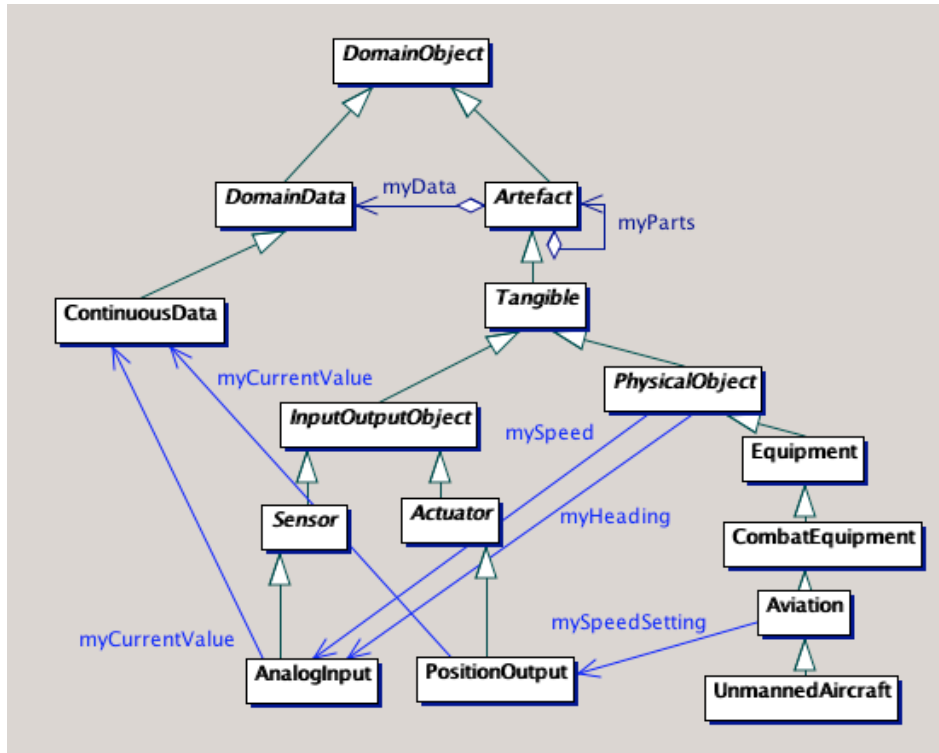 DomainObject
DomainData
myData
Artefact
myParts
ContinuousData
Tangible
myCurrentValue
PhysicalObject
InputOutputObject
mySpeed
Equipment
Sensor
Actuator
myHeading
CombatEquipment
Aviation
myCurrentValue
mySpeedSetting
AnalogInput
PositionOutput
UnmannedAircraft